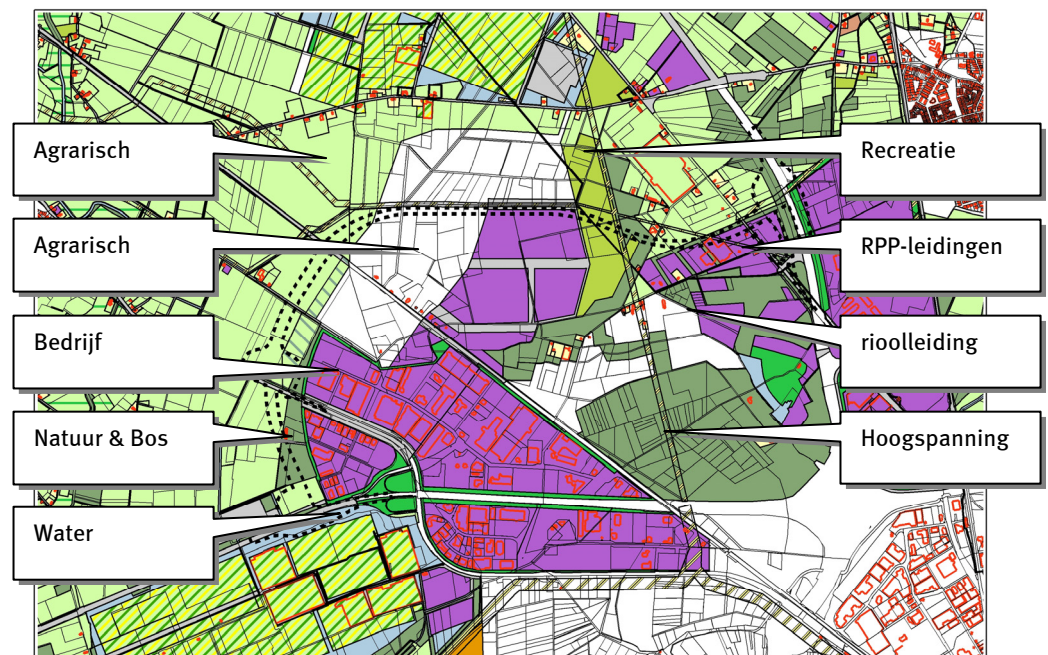 Agrarisch
Recreatie
Agrarisch
RPP-leidingen
Bedrijf
rioolleiding
Natuur & Bos
Hoogspanning
Water